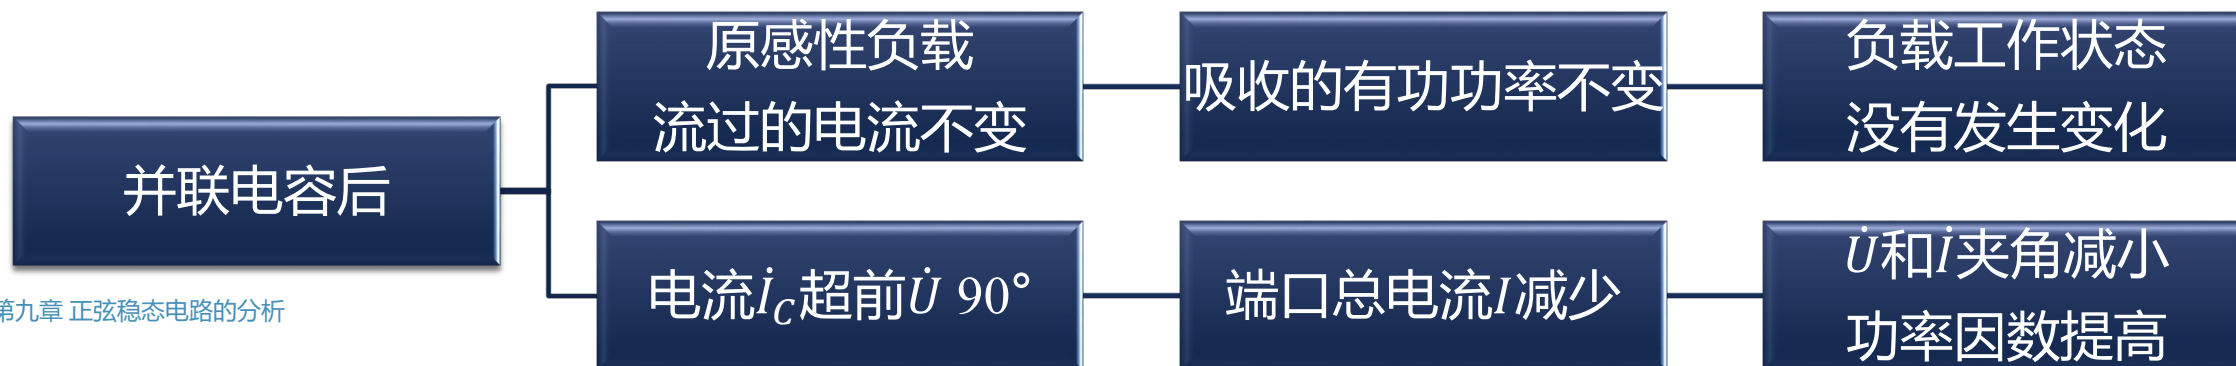 并联电容后
原感性负载
流过的电流不变
吸收的有功功率不变
负载工作状态
没有发生变化
电流İ_C超前U̇ 90°
端口总电流I减少
U̇和İ夹角减小
功率因数提高
第九章 正弦稳态电路的分析